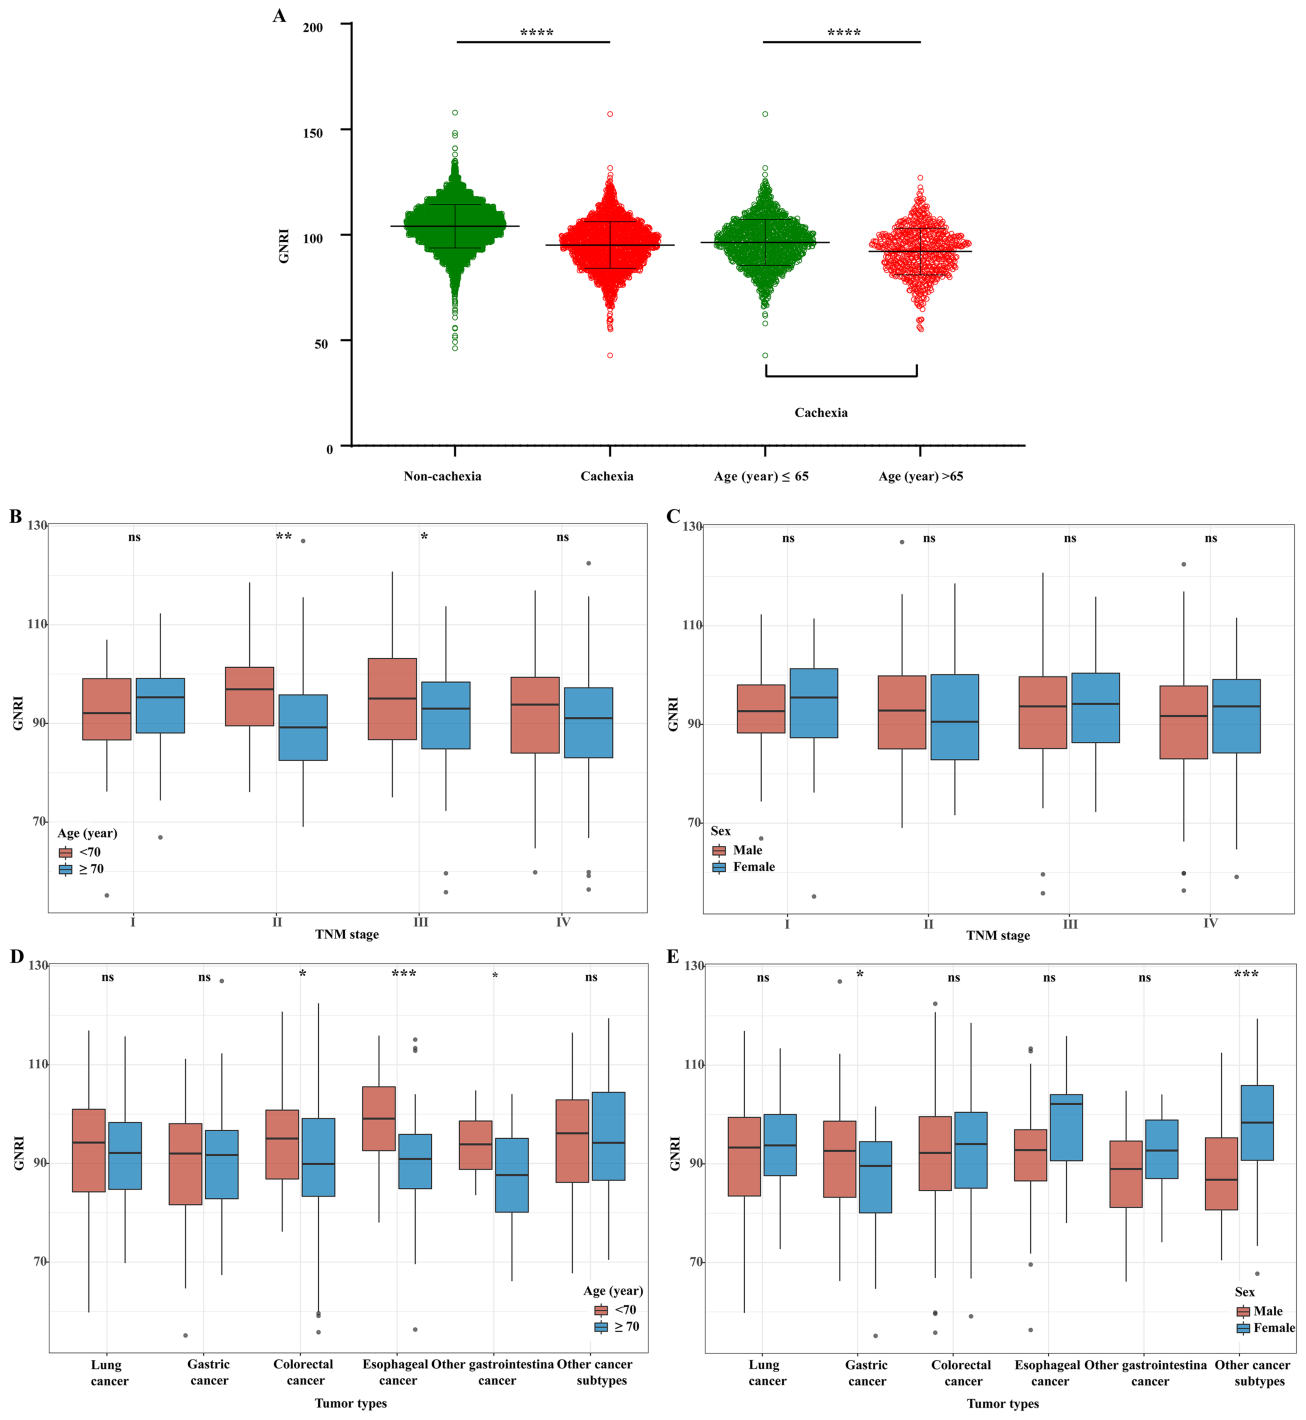 A
200
****
****
150
100
GNRI
50
Cachexia
0
Non-cachexia
Cachexia
Age (year) ≤ 65
Age (year) >65
B
130
ns
**
*
ns
110
GNRI
90
70
Age (year)
<70
≥ 70
I
II
III
IV
TNM stage
C
130
ns
ns
ns
ns
110
GNRI
90
70
Sex
Male
Female
I
II
III
IV
TNM stage
D
130
ns
ns
*
***
*
ns
110
GNRI
90
70
Age (year)
<70
≥ 70
Lung
cancer
Gastric
cancer
Colorectal
cancer
Esophageal
cancer
Other gastrointestina
cancer
Other cancer
subtypes
Tumor types
E
130
ns
*
ns
ns
ns
***
110
GNRI
90
70
Sex
Male
Female
Lung
cancer
Gastric
cancer
Colorectal
cancer
Esophageal
cancer
Other gastrointestina
cancer
Other cancer
subtypes
Tumor types